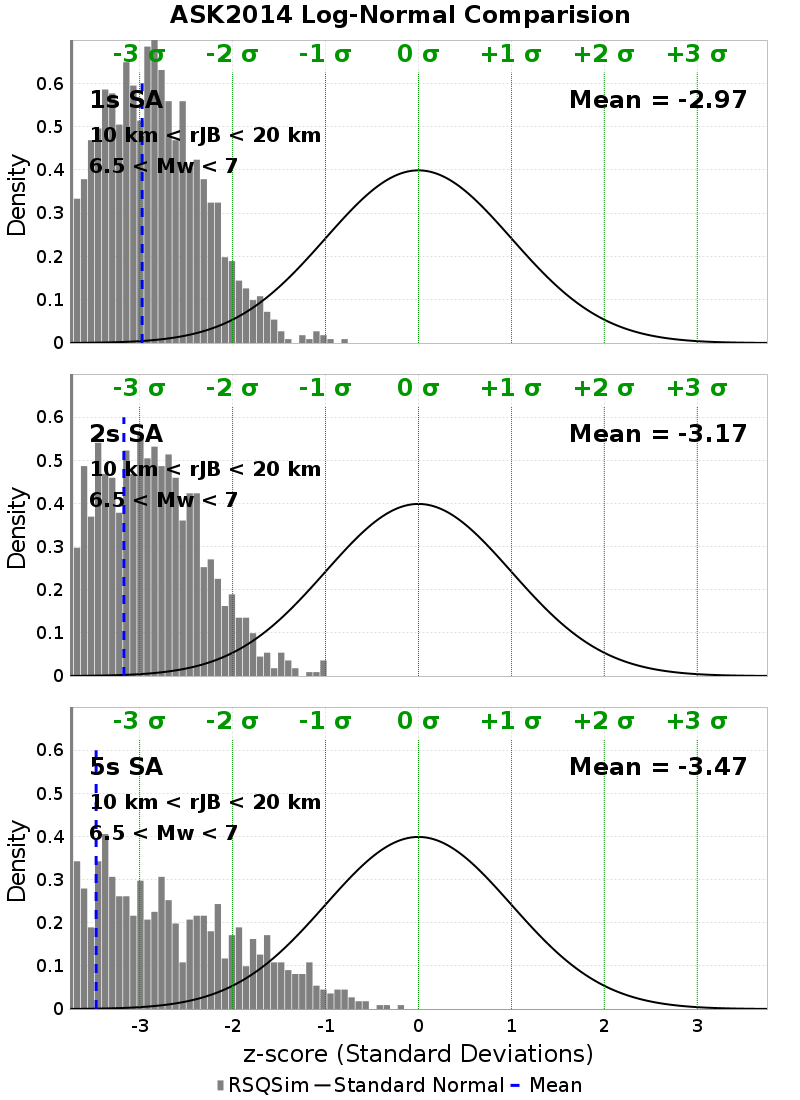 ASK2014 Log-Normal Comparision
-3 σ -2 σ -1 σ 0 σ +1 σ +2 σ +3 σ
1s SA
Mean = -2.97
10 km < rJB < 20 km
6.5 < Mw < 7
0.6
0.5
0.4
0.3
0.2
0.1
0
Density
-3 σ -2 σ -1 σ 0 σ +1 σ +2 σ +3 σ
2s SA
Mean = -3.17
10 km < rJB < 20 km
6.5 < Mw < 7
0.6
0.5
0.4
0.3
0.2
0.1
0
Density
-3 σ -2 σ -1 σ 0 σ +1 σ +2 σ +3 σ
5s SA
Mean = -3.47
10 km < rJB < 20 km
6.5 < Mw < 7
0.6
0.5
0.4
0.3
0.2
0.1
0
Density
-3 -2 -1 0 1 2 3
z-score (Standard Deviations)
RSQSim Standard Normal Mean